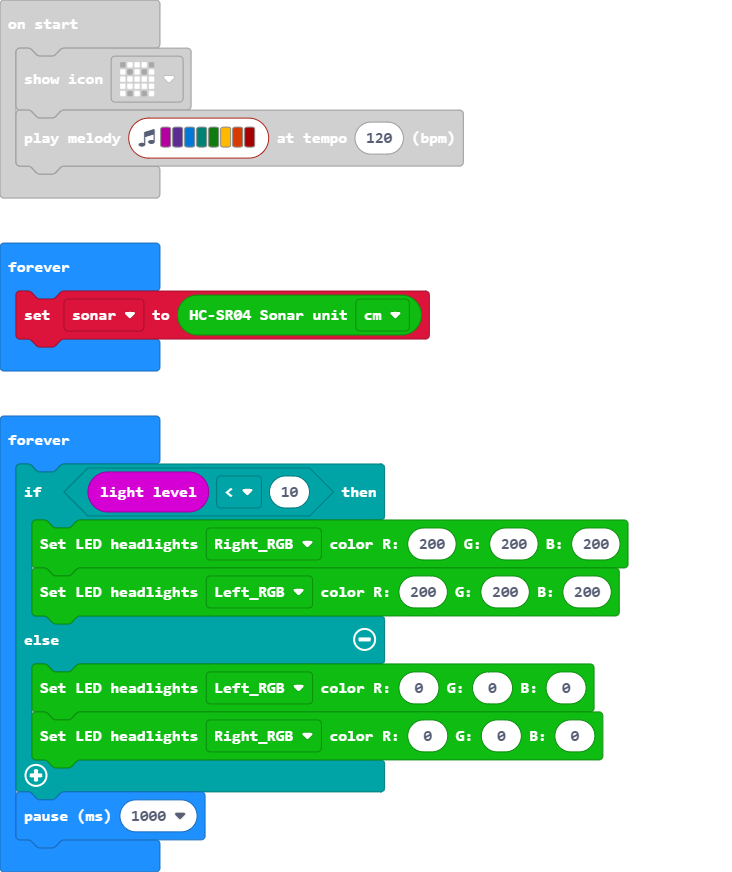 on start
show icon
play melody at tempo 120 (bpm)
forever
set sonar to HC-SR04 Sonar unit cm
forever
if light level < 10 then
Set LED headlights Right_RGB color R: 200 G: 200 B: 200
Set LED headlights Left_RGB color R: 200 G: 200 B: 200
else
Set LED headlights Left_RGB color R: 0 G: 0 B: 0
Set LED headlights Right_RGB color R: 0 G: 0 B: 0
pause (ms) 1000